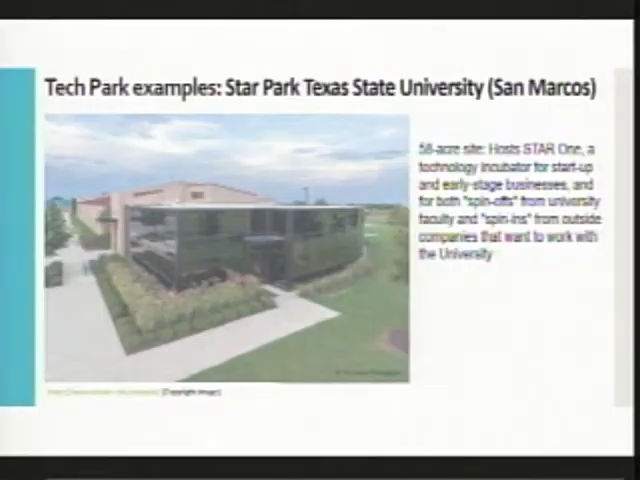 Tech Park examples: Star Park Texas State University (San Marcos)
58-acre site: Hosts STAR One, a
technology incubator for start-up
and early-stage businesses, and
for both "spin-offs" from university
faculty and "spin-ins" from outside
companies that want to work with
the University
(Copyright Image)